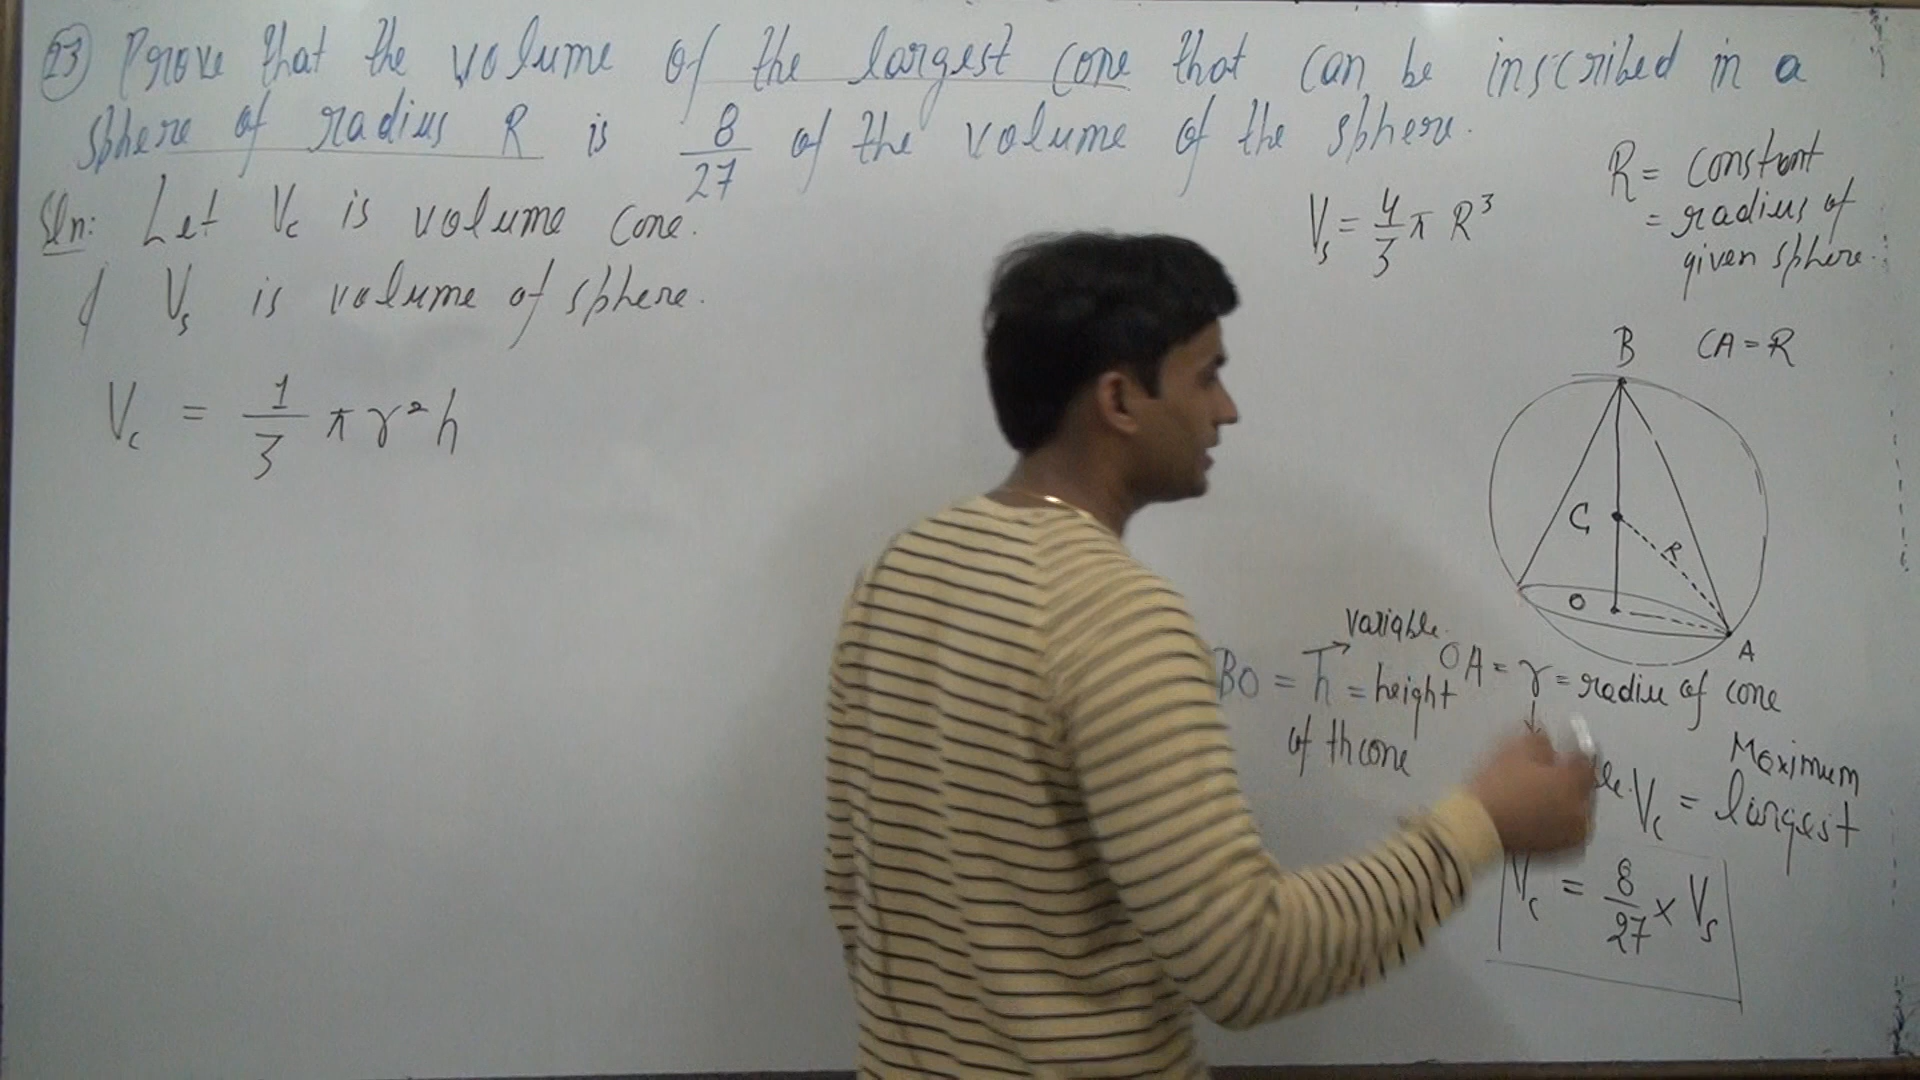 23 Prove that the volume of the largest cone that can be inscribed in a
sphere of radius R is 8/27 of the volume of the sphere.
Sln: Let Vc is volume cone.
& Vs is volume of sphere.
Vc = 1/3 π r² h
Vs = 4/3 π R³
R = constant
= radius of
given sphere.
B CA = R
C R
O
A
variable.
BO = h = height
of th cone
OA = r = radiu of cone
Maximum
Vc = largest
Vc = 8/27 × Vs